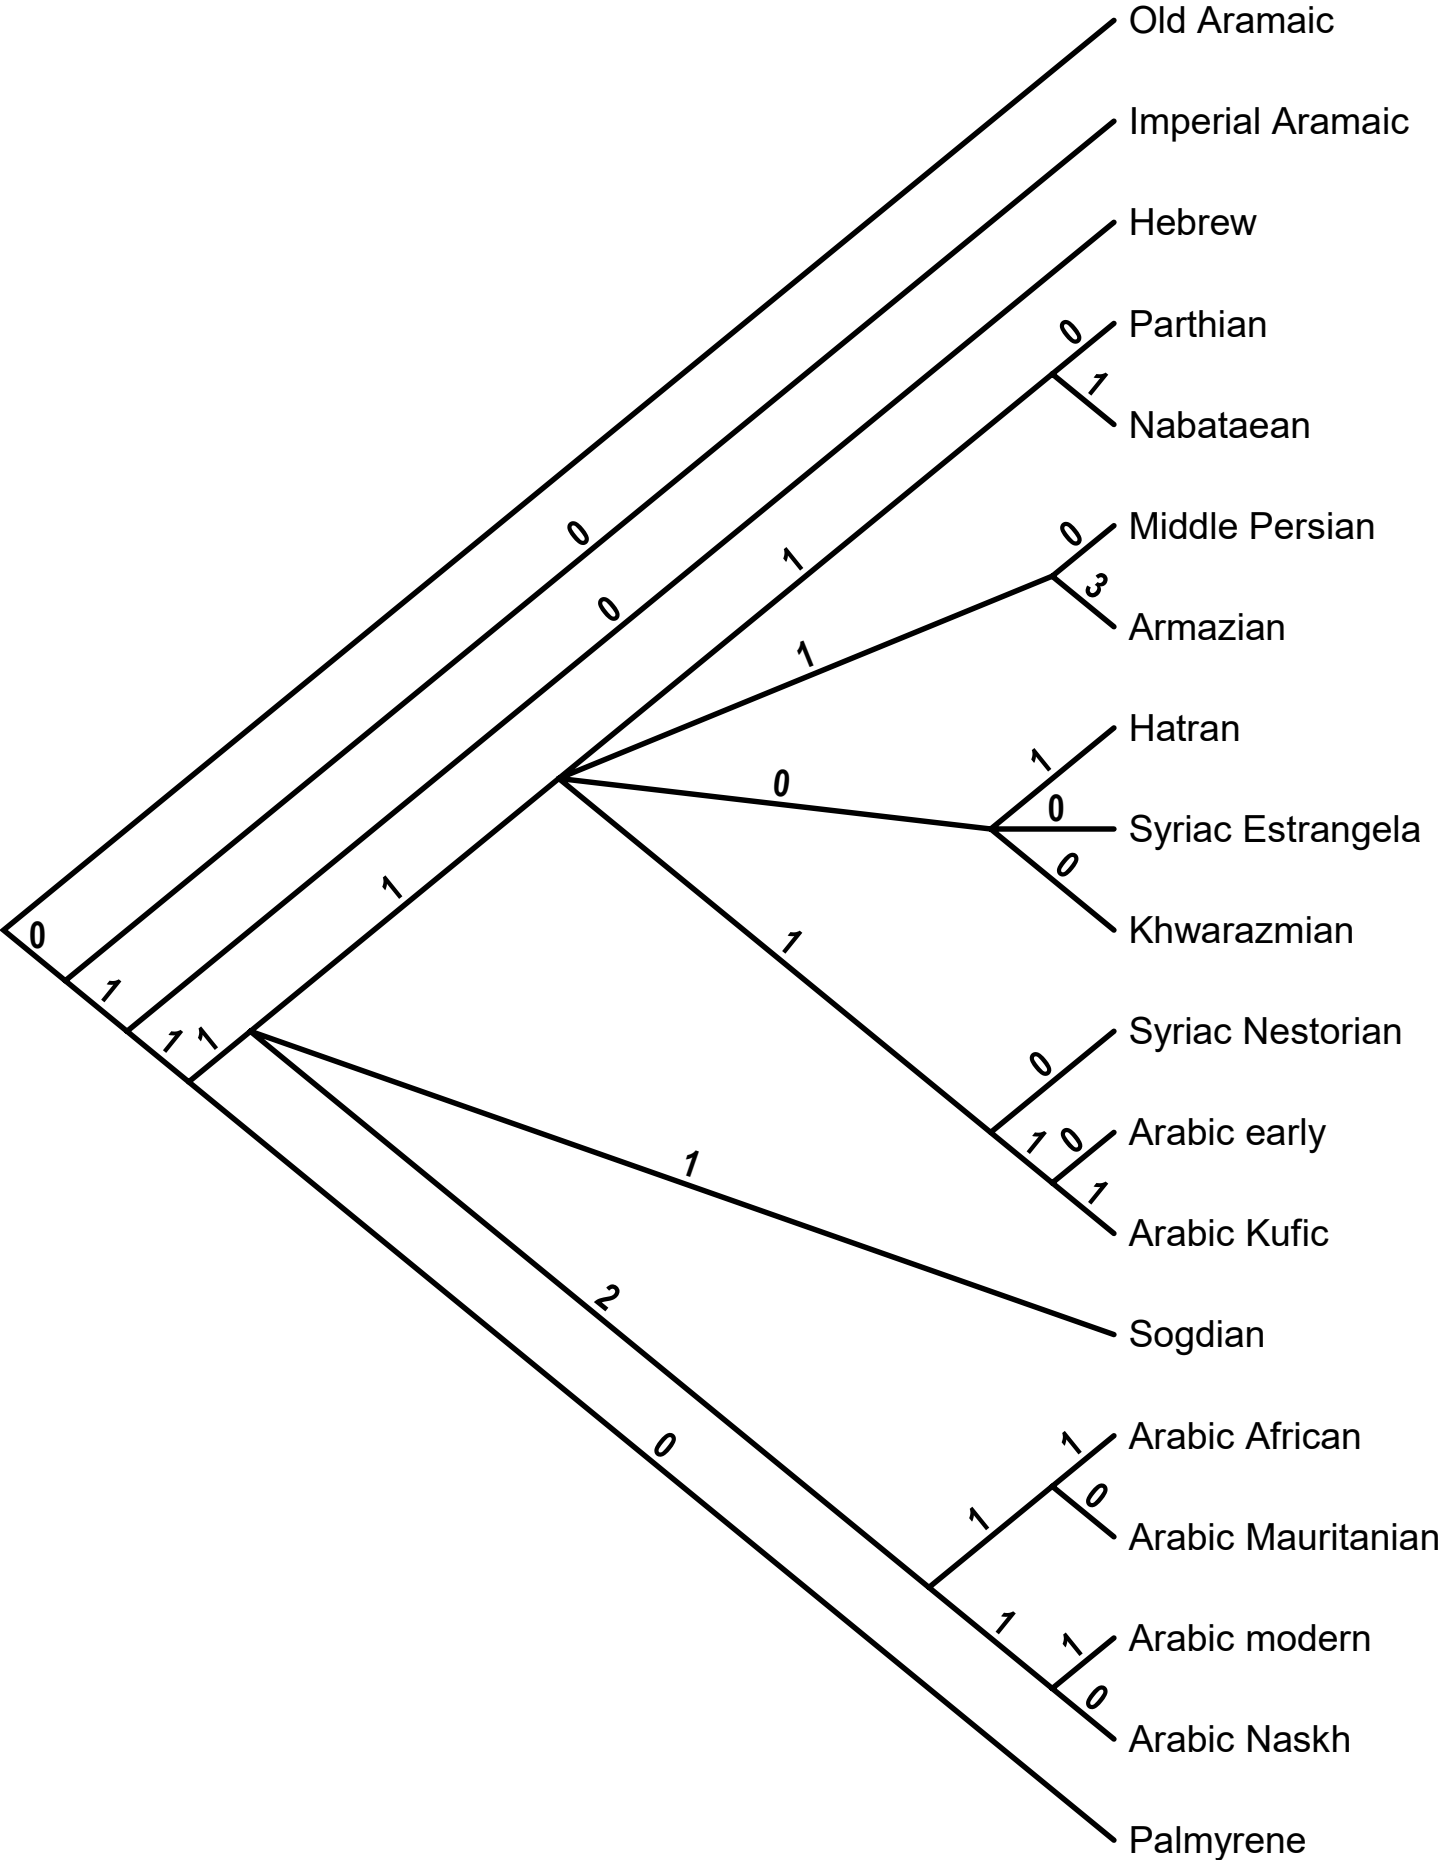 Old Aramaic
Imperial Aramaic
Hebrew
0
Parthian
1
Nabataean
0
0
Middle Persian
1
3
0
Armazian
1
Hatran
1
0
0
Syriac Estrangela
0
1
Khwarazmian
0
1
1
Syriac Nestorian
1
1
0
1
0
Arabic early
1
1
Arabic Kufic
2
Sogdian
1
Arabic African
0
0
1
Arabic Mauritanian
1
1
Arabic modern
0
Arabic Naskh
Palmyrene